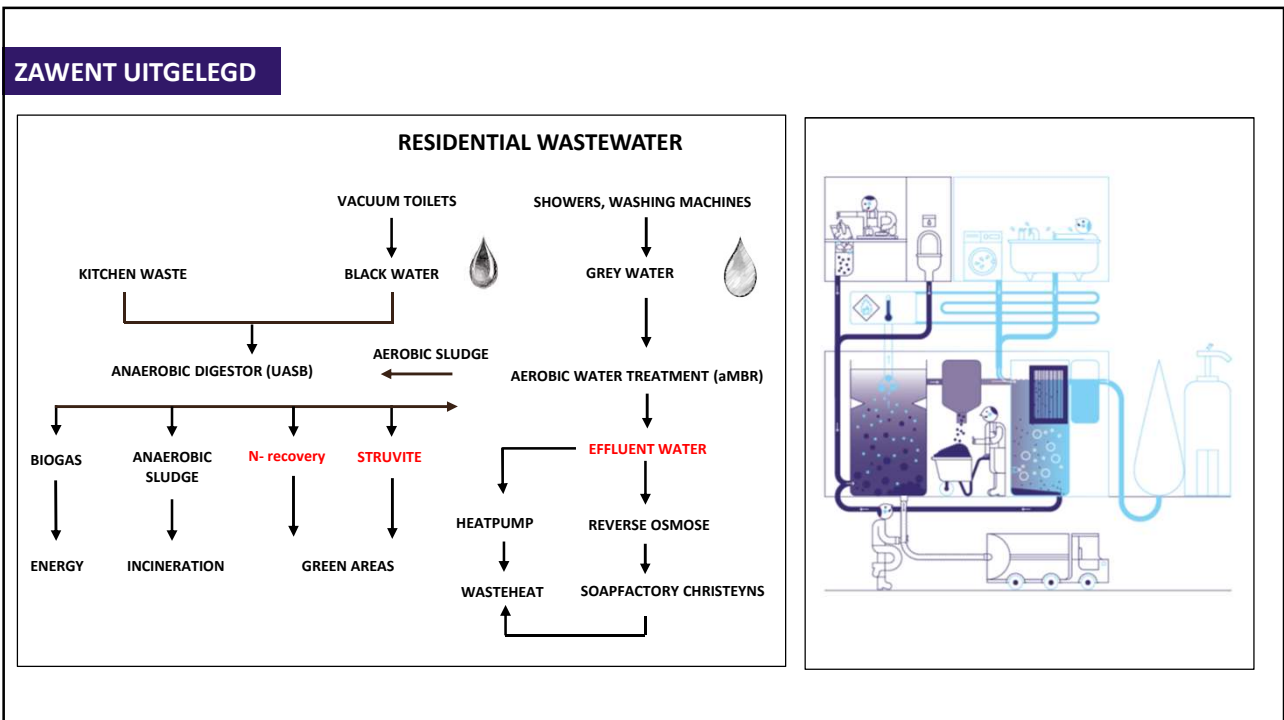 ZAWENT UITGELEGD
RESIDENTIAL WASTEWATER
VACUUM TOILETS
SHOWERS, WASHING MACHINES
KITCHEN WASTE
BLACK WATER
GREY WATER
AEROBIC SLUDGE
ANAEROBIC DIGESTOR (UASB)
AEROBIC WATER TREATMENT (aMBR)
BIOGAS
ANAEROBIC
SLUDGE
N- recovery
STRUVITE
EFFLUENT WATER
HEATPUMP
REVERSE OSMOSE
ENERGY
INCINERATION
GREEN AREAS
WASTEHEAT
SOAPFACTORY CHRISTEYNS